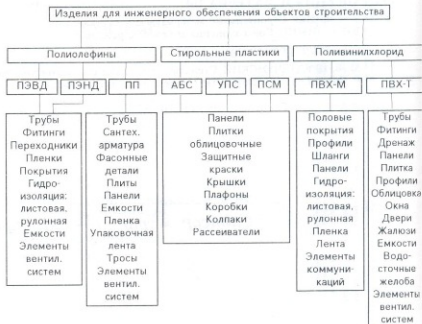 Изделия для инженерного обеспечения объектов строительства
Полиолефины
Стирольные пластики
Поливинилхлорид
ПЭВД
ПЭНД
ПП
АБС
УПС
ПСМ
ПВХ-М
ПВХ-Т
Трубы
Фитинги
Переходники
Пленки
Покрытия
Гидро-
изоляция:
листовая,
рулонная
Емкости
Элементы
вентил.
систем
Трубы
Сантех.
арматура
Фасонные
детали
Плиты
Панели
Емкости
Пленка
Упаковочная
лента
Тросы
Элементы
вентил.
систем
Панели
Плитки
облицовочные
Защитные
краски
Крышки
Плафоны
Коробки
Колпаки
Рассеиватели
Половые
покрытия
Профили
Шланги
Панели
Гидро-
изоляция:
листовая,
рулонная
Пленка
Лента
Элементы
коммуни-
каций
Трубы
Фитинги
Дренаж
Панели
Плитка
Профили
Облицовка
Окна
Двери
Жалюзи
Емкости
Водо-
сточные
желоба
Элементы
вентил.
систем